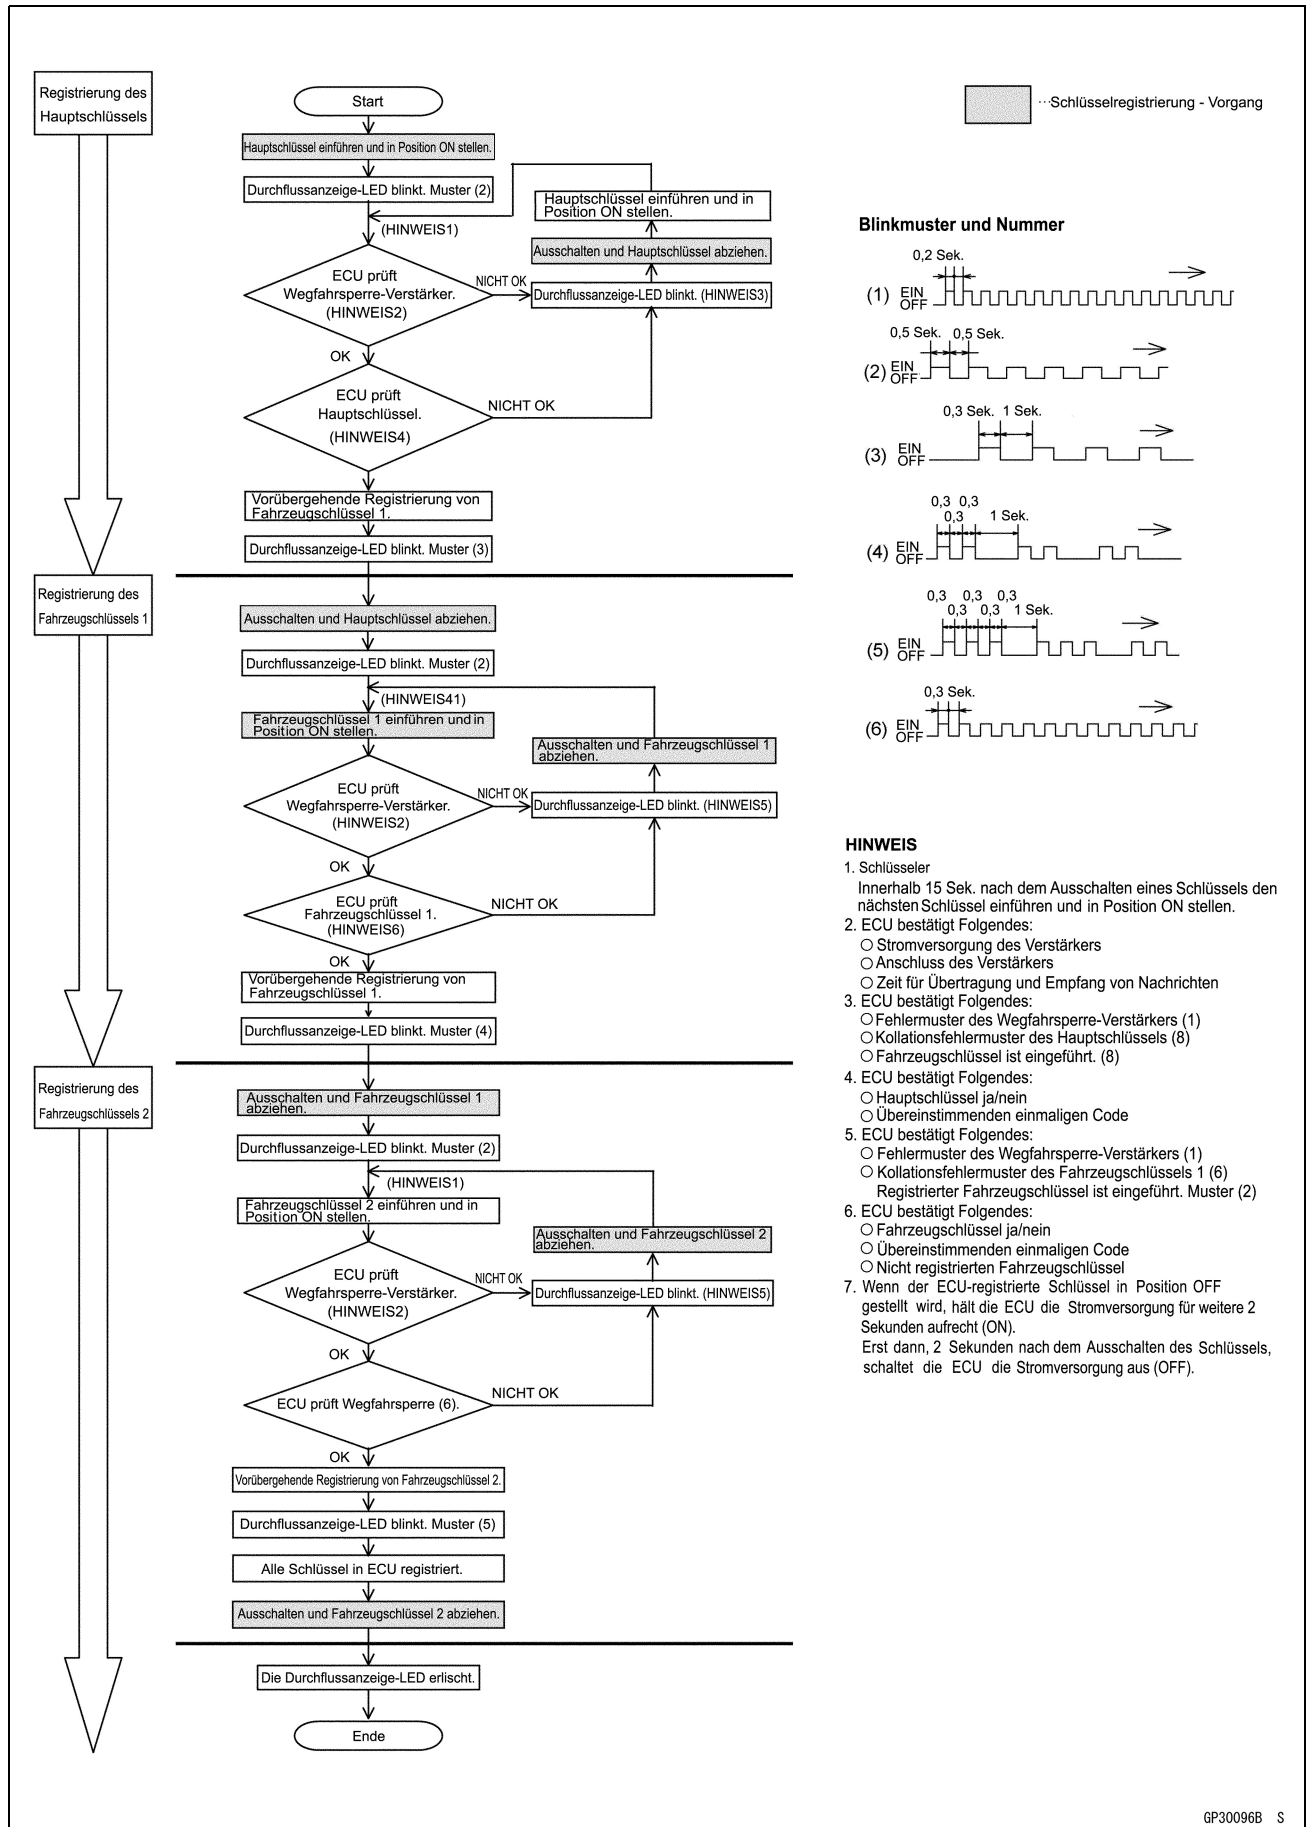 Registrierung des
Hauptschlüssels
Start
Hauptschlüssel einführen und in Position ON stellen.
Durchflussanzeige-LED blinkt. Muster (2)
(HINWEIS1)
Hauptschlüssel einführen und in
Position ON stellen.
Ausschalten und Hauptschlüssel abziehen.
ECU prüft
Wegfahrsperre-Verstärker.
(HINWEIS2)
NICHT OK
Durchflussanzeige-LED blinkt. (HINWEIS3)
OK
ECU prüft
Hauptschlüssel.
(HINWEIS4)
NICHT OK
Vorübergehende Registrierung von
Fahrzeugschlüssel 1.
Durchflussanzeige-LED blinkt. Muster (3)
Registrierung des
Fahrzeugschlüssels 1
Ausschalten und Hauptschlüssel abziehen.
Durchflussanzeige-LED blinkt. Muster (2)
(HINWEIS41)
Fahrzeugschlüssel 1 einführen und in
Position ON stellen.
Ausschalten und Fahrzeugschlüssel 1
abziehen.
ECU prüft
Wegfahrsperre-Verstärker.
(HINWEIS2)
NICHT OK
Durchflussanzeige-LED blinkt. (HINWEIS5)
OK
ECU prüft
Fahrzeugschlüssel 1.
(HINWEIS6)
NICHT OK
OK
Vorübergehende Registrierung von
Fahrzeugschlüssel 1.
Durchflussanzeige-LED blinkt. Muster (4)
Registrierung des
Fahrzeugschlüssels 2
Ausschalten und Fahrzeugschlüssel 1
abziehen.
Durchflussanzeige-LED blinkt. Muster (2)
(HINWEIS1)
Fahrzeugschlüssel 2 einführen und in
Position ON stellen.
Ausschalten und Fahrzeugschlüssel 2
abziehen.
ECU prüft
Wegfahrsperre-Verstärker.
(HINWEIS2)
NICHT OK
Durchflussanzeige-LED blinkt. (HINWEIS5)
OK
ECU prüft Wegfahrsperre (6).
NICHT OK
OK
Vorübergehende Registrierung von Fahrzeugschlüssel 2.
Durchflussanzeige-LED blinkt. Muster (5)
Alle Schlüssel in ECU registriert.
Ausschalten und Fahrzeugschlüssel 2 abziehen.
Die Durchflussanzeige-LED erlischt.
Ende
···Schlüsselregistrierung - Vorgang
Blinkmuster und Nummer
0,2 Sek.
(1) EIN
OFF
0,5 Sek. 0,5 Sek.
(2) EIN
OFF
0,3 Sek. 1 Sek.
(3) EIN
OFF
0,3 0,3
0,3 1 Sek.
(4) EIN
OFF
0,3 0,3 0,3
0,3 0,3 1 Sek.
(5) EIN
OFF
0,3 Sek.
(6) EIN
OFF
HINWEIS
1. Schlüsseler
Innerhalb 15 Sek. nach dem Ausschalten eines Schlüssels den
nächsten Schlüssel einführen und in Position ON stellen.
2. ECU bestätigt Folgendes:
○ Stromversorgung des Verstärkers
○ Anschluss des Verstärkers
○ Zeit für Übertragung und Empfang von Nachrichten
3. ECU bestätigt Folgendes:
○ Fehlermuster des Wegfahrsperre-Verstärkers (1)
○ Kollationsfehlermuster des Hauptschlüssels (8)
○ Fahrzeugschlüssel ist eingeführt. (8)
4. ECU bestätigt Folgendes:
○ Hauptschlüssel ja/nein
○ Übereinstimmenden einmaligen Code
5. ECU bestätigt Folgendes:
○ Fehlermuster des Wegfahrsperre-Verstärkers (1)
○ Kollationsfehlermuster des Fahrzeugschlüssels 1 (6)
Registrierter Fahrzeugschlüssel ist eingeführt. Muster (2)
6. ECU bestätigt Folgendes:
○ Fahrzeugschlüssel ja/nein
○ Übereinstimmenden einmaligen Code
○ Nicht registrierten Fahrzeugschlüssel
7. Wenn der ECU-registrierte Schlüssel in Position OFF
gestellt wird, hält die ECU die Stromversorgung für weitere 2
Sekunden aufrecht (ON).
Erst dann, 2 Sekunden nach dem Ausschalten des Schlüssels,
schaltet die ECU die Stromversorgung aus (OFF).
GP30096B S